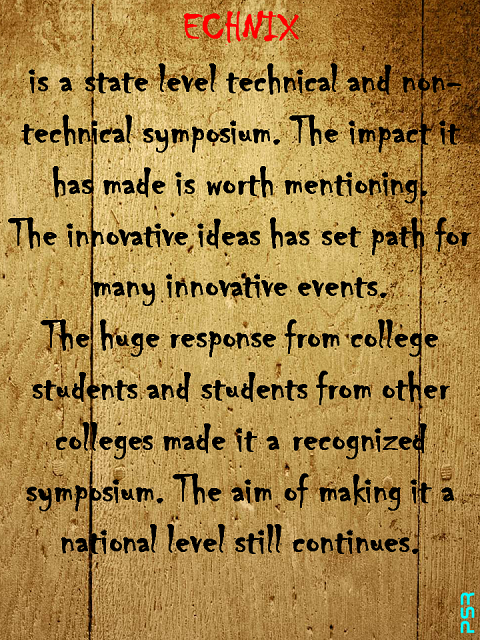 ECHNIX
is a state level technical and non-
technical symposium. The impact it
has made is worth mentioning.
The innovative ideas has set path for
many innovative events.
The huge response from college
students and students from other
colleges made it a recognized
symposium. The aim of making it a
national level still continues.
PSR